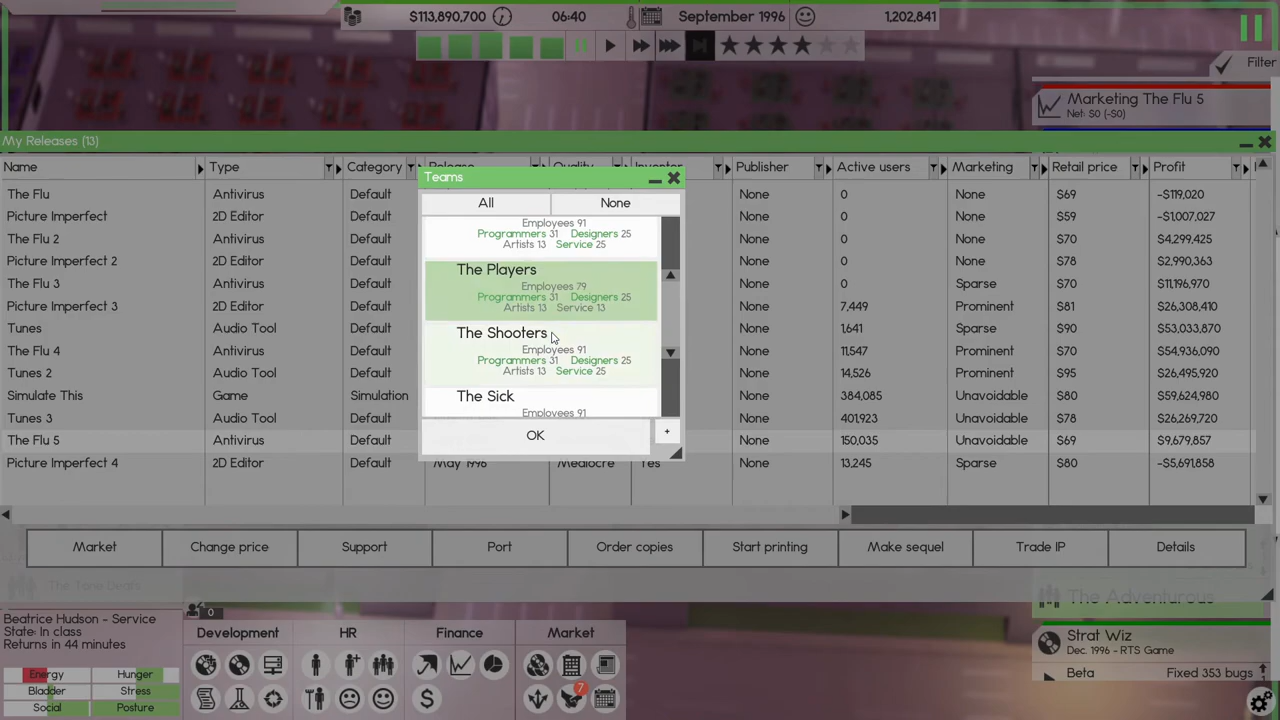 $113,890,700 06:40 September 1996 1,202,841
Filter
Marketing The Flu 5
Net: $0 (-$0)
My Releases (13)
Name Type Category Release Quality Inventor Publisher Active users Marketing Retail price Profit
The Flu Antivirus Default None 0 None $69 -$119,020
Picture Imperfect 2D Editor Default None 0 None $59 -$1,007,027
The Flu 2 Antivirus Default None 0 None $70 $4,299,425
Picture Imperfect 2 2D Editor Default None 0 None $78 $2,990,363
The Flu 3 Antivirus Default None 0 Sparse $70 $11,196,970
Picture Imperfect 3 2D Editor Default None 7,449 Prominent $81 $26,308,410
Tunes Audio Tool Default None 1,641 Sparse $90 $53,033,870
The Flu 4 Antivirus Default None 11,547 Prominent $70 $54,936,090
Tunes 2 Audio Tool Default None 14,526 Prominent $95 $26,495,920
Simulate This Game Simulation None 384,085 Unavoidable $78 $59,624,980
Tunes 3 Audio Tool Default None 401,923 Unavoidable $78 $26,269,720
The Flu 5 Antivirus Default None 150,035 Unavoidable $69 $9,679,857
Picture Imperfect 4 2D Editor Default May 1996 Mediocre Yes None 13,245 Sparse $80 -$5,691,858
Teams
All None
Employees 91
Programmers 31 Designers 25
Artists 13 Service 25
The Players
Employees 79
Programmers 31 Designers 25
Artists 13 Service 13
The Shooters
Employees 91
Programmers 31 Designers 25
Artists 13 Service 25
The Sick
Employees 91
OK +
Market Change price Support Port Order copies Start printing Make sequel Trade IP Details
The Tone Deafs
The Adventurous
Beatrice Hudson - Service
State: In class
Returns in 44 minutes
Energy Hunger
Bladder Stress
Social Posture
0
Development HR Finance Market
7
$
Strat Wiz
Dec. 1996 - RTS Game
Beta Fixed 353 bugs